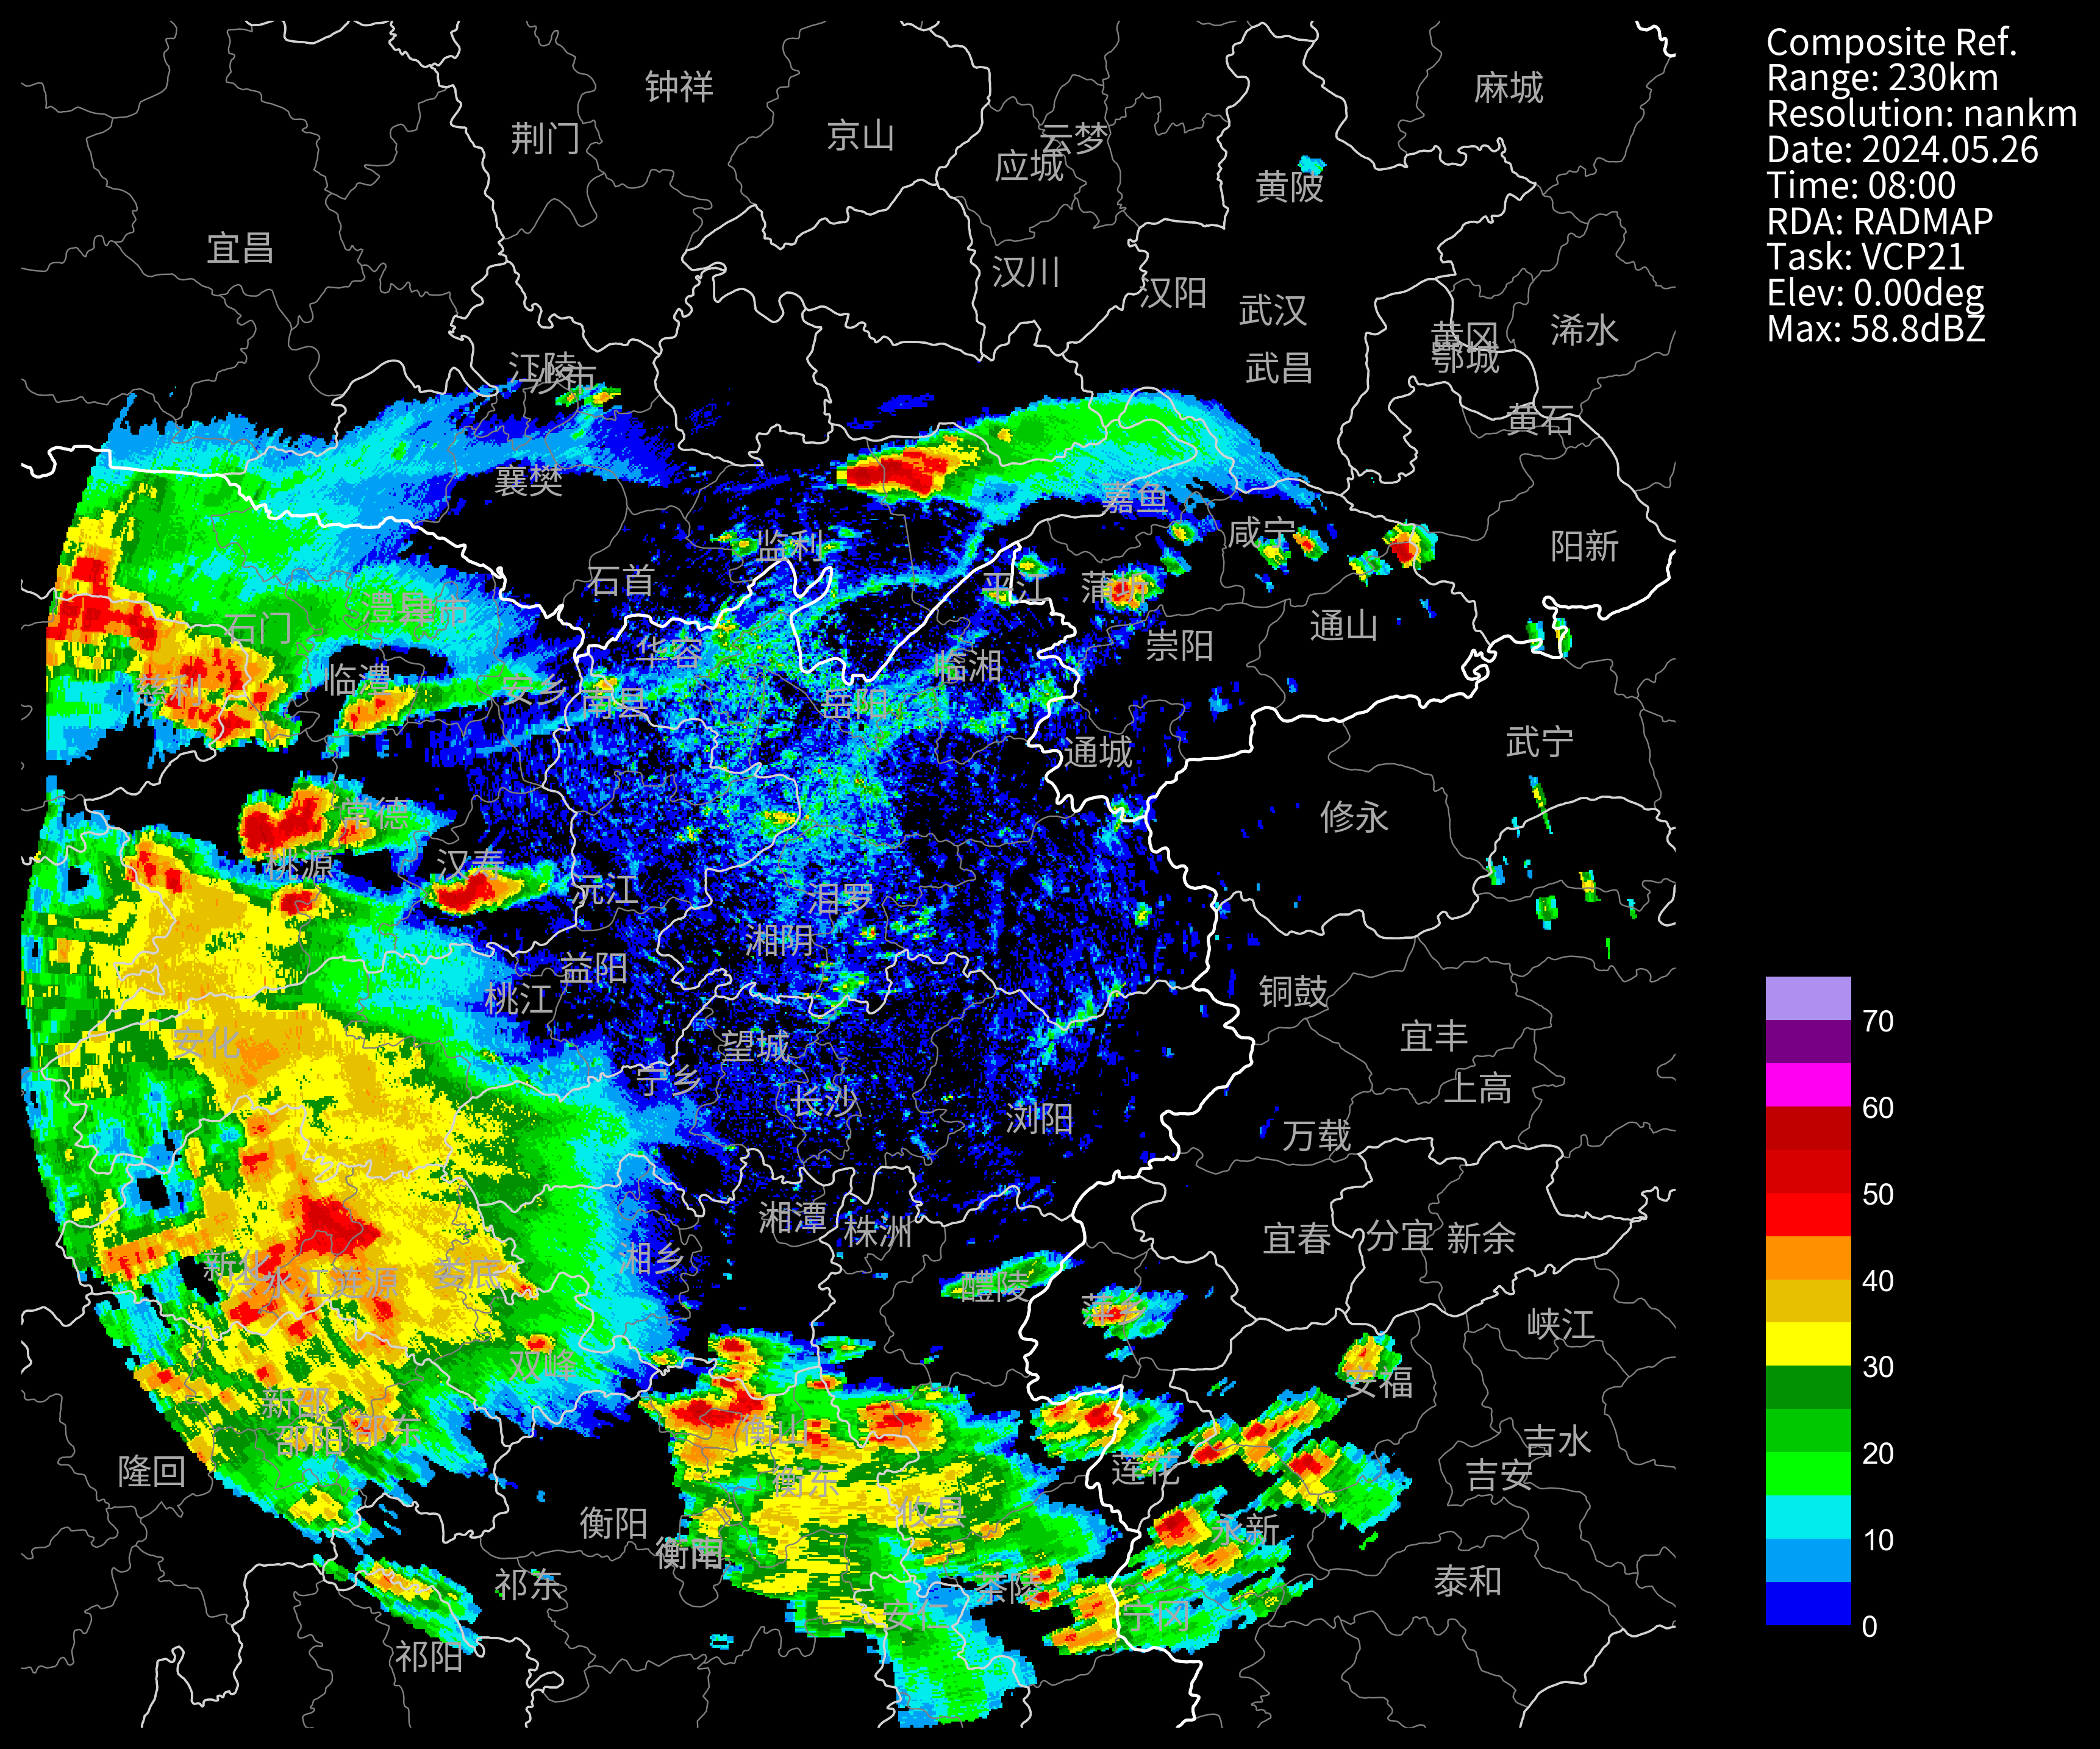 Composite Ref.
Range: 230km
Resolution: nankm
Date: 2024.05.26
Time: 08:00
RDA: RADMAP
Task: VCP21
Elev: 0.00deg
Max: 58.8dBZ
钟祥
麻城
荆门
京山
云梦
应城
黄陂
宜昌
汉川
汉阳
武汉
黄冈
浠水
鄂城
武昌
江陵
沙市
黄石
襄樊
嘉鱼
咸宁
监利
阳新
石首
平江
蒲圻
澧县
津市
石门
通山
华容
崇阳
临湘
临澧
慈利
安乡
南县
岳阳
武宁
通城
常德
修永
桃源
汉寿
沅江
汨罗
湘阴
益阳
桃江
铜鼓
安化
望城
宜丰
宁乡
上高
长沙
浏阳
万载
湘潭
株洲
宜春
分宜
新余
湘乡
新化
冷水江
涟源
娄底
醴陵
萍乡
峡江
双峰
安福
新邵
邵阳
邵东
衡山
吉水
隆回
莲花
吉安
衡东
攸县
衡阳
永新
衡南
祁东
茶陵
泰和
安仁
宁冈
祁阳
70
60
50
40
30
20
10
0